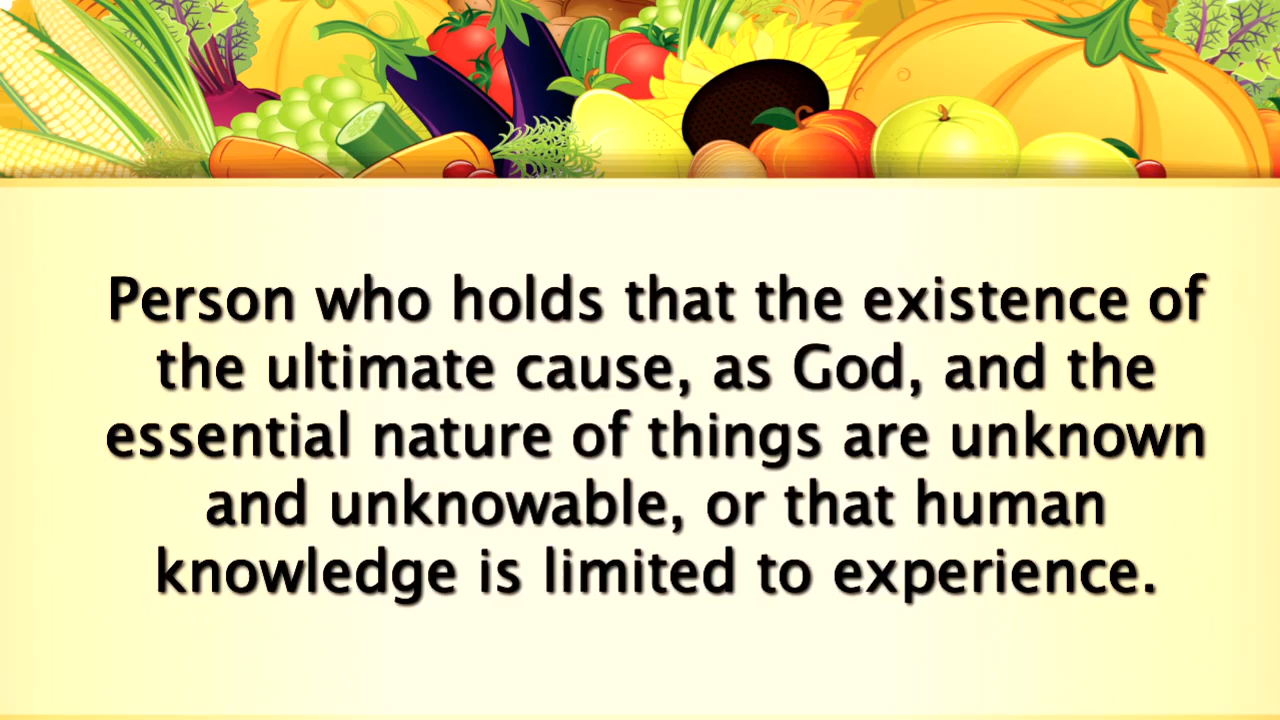 Person who holds that the existence of
the ultimate cause, as God, and the
essential nature of things are unknown
and unknowable, or that human
knowledge is limited to experience.